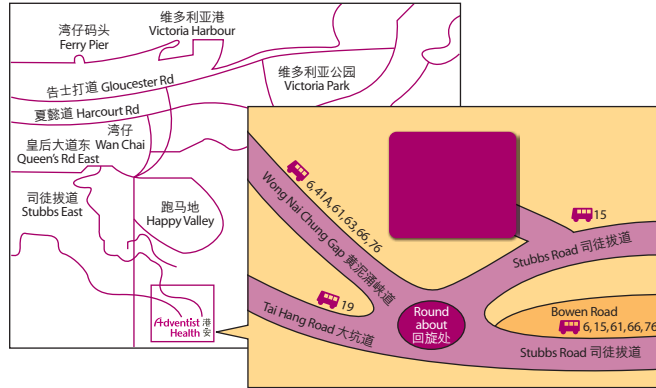 湾仔码头
Ferry Pier
维多利亚港
Victoria Harbour
告士打道 Gloucester Rd
维多利亚公园
Victoria Park
夏慤道 Harcourt Rd
皇后大道东
Queen's Rd East
湾仔
Wan Chai
司徒拔道
Stubbs East
跑马地
Happy Valley
Adventist 港
Health 安
6,41A,61,63,66,76
Wong Nai Chung Gap 黄泥涌峡道
15
Stubbs Road 司徒拔道
19
Tai Hang Road 大坑道
Round
about
回旋处
Bowen Road
6,15,61,66,76
Stubbs Road 司徒拔道